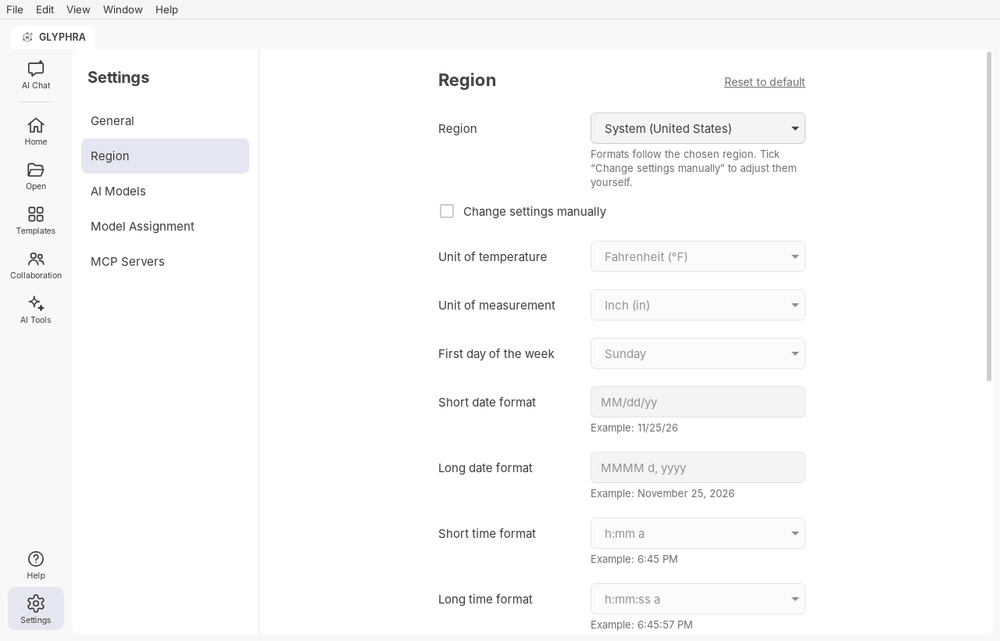 File Edit View Window Help
GLYPHRA
AI Chat
Home
Open
Templates
Collaboration
AI Tools
Help
Settings
Settings
General
Region
AI Models
Model Assignment
MCP Servers
Region
Reset to default
Region
System (United States)
Formats follow the chosen region. Tick
“Change settings manually” to adjust them
yourself.
Change settings manually
Unit of temperature
Fahrenheit (°F)
Unit of measurement
Inch (in)
First day of the week
Sunday
Short date format
MM/dd/yy
Example: 11/25/26
Long date format
MMMM d, yyyy
Example: November 25, 2026
Short time format
h:mm a
Example: 6:45 PM
Long time format
h:mm:ss a
Example: 6:45:57 PM